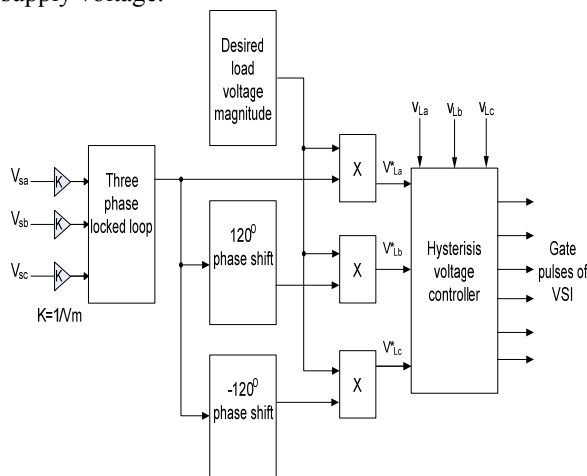 supply voltage.
Desired
load
voltage
magnitude
vLa
vLb
vLc
Vsa
K
Three
phase
locked loop
X
V*La
Vsb
K
120⁰
phase shift
X
V*Lb
Hysterisis
voltage
controller
Gate
pulses of
VSI
Vsc
K
K=1/Vm
V*Lc
X
-120⁰
phase shift